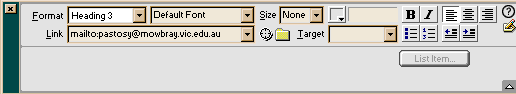 Format Heading 3 Default Font Size None B I
Link mailto:pastosy@mowbray.vic.edu.au Target
List Item...